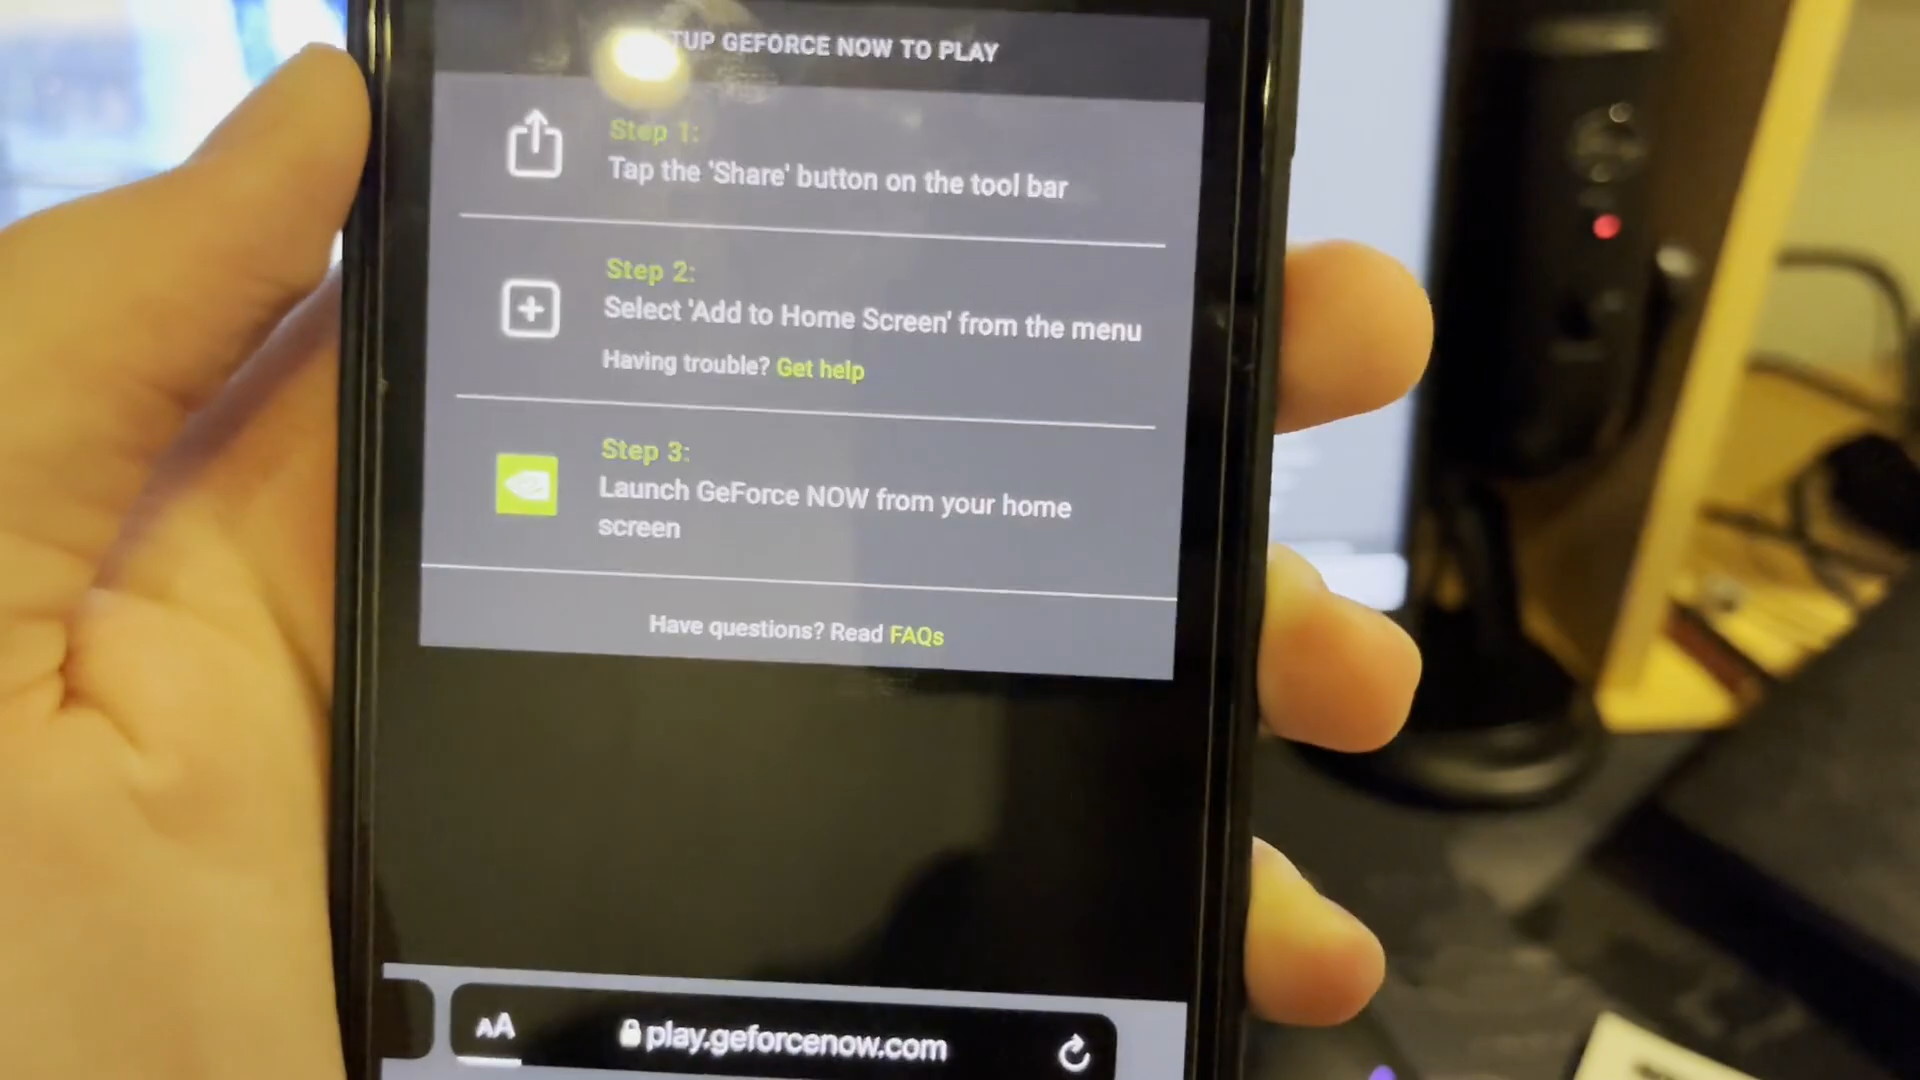 TUP GEFORCE NOW TO PLAY
Step 1:
Tap the 'Share' button on the tool bar
Step 2:
Select 'Add to Home Screen' from the menu
Having trouble? Get help
Step 3:
Launch GeForce NOW from your home
screen
Have questions? Read FAQs
AA play.geforcenow.com